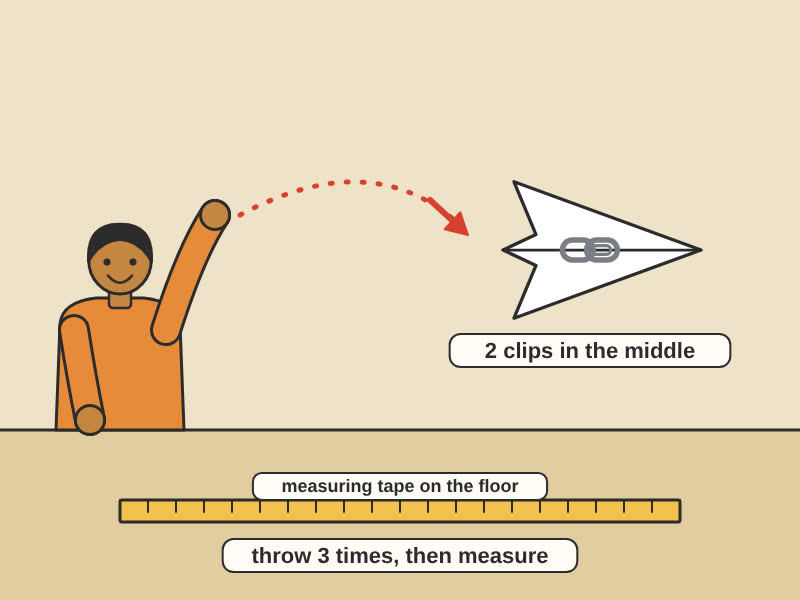 2 clips in the middle
measuring tape on the floor
throw 3 times, then measure